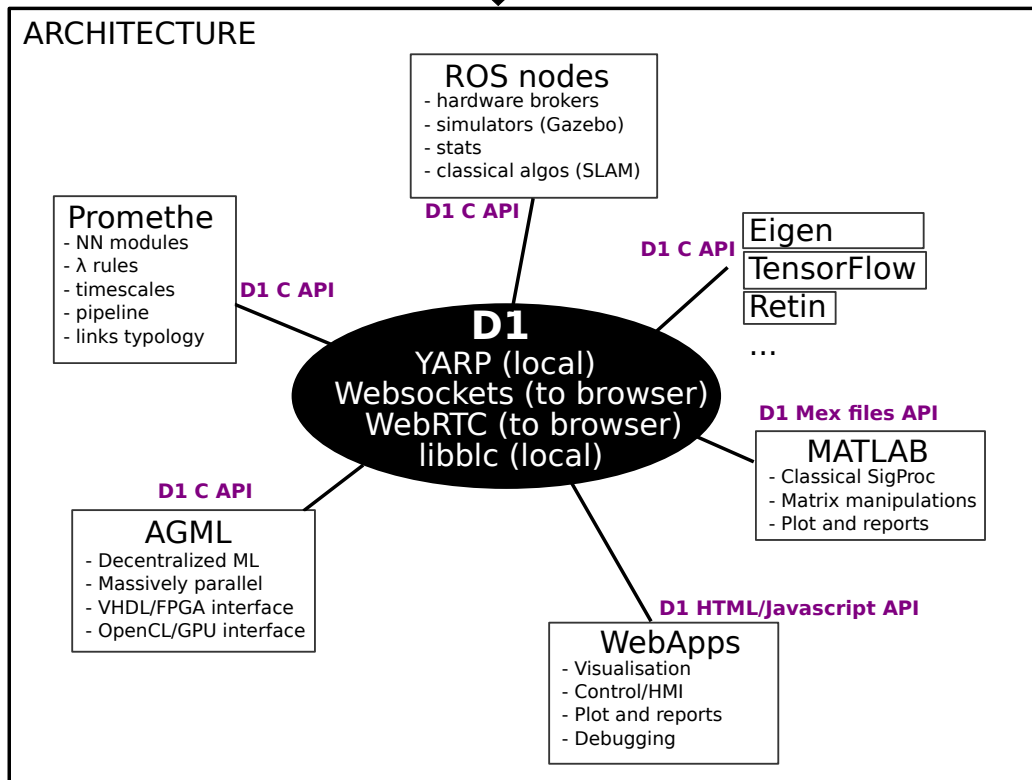 ARCHITECTURE
ROS nodes
- hardware brokers
- simulators (Gazebo)
- stats
- classical algos (SLAM)
D1 C API
Promethe
- NN modules
- λ rules
- timescales
- pipeline
- links typology
D1 C API
D1 C API
Eigen
TensorFlow
Retin
...
D1
YARP (local)
Websockets (to browser)
WebRTC (to browser)
libblc (local)
D1 Mex files API
MATLAB
- Classical SigProc
- Matrix manipulations
- Plot and reports
D1 C API
AGML
- Decentralized ML
- Massively parallel
- VHDL/FPGA interface
- OpenCL/GPU interface
D1 HTML/Javascript API
WebApps
- Visualisation
- Control/HMI
- Plot and reports
- Debugging